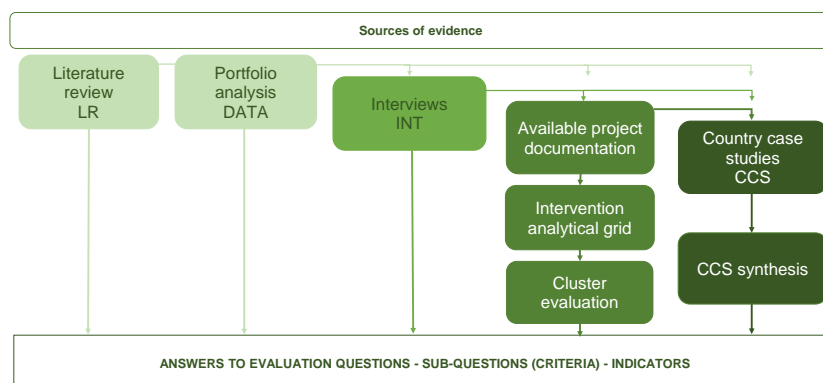 Sources of evidence
Literature
review
LR
Portfolio
analysis
DATA
Interviews
INT
Available project
documentation
Country case
studies
CCS
Intervention
analytical grid
Cluster
evaluation
CCS synthesis
ANSWERS TO EVALUATION QUESTIONS - SUB-QUESTIONS (CRITERIA) - INDICATORS